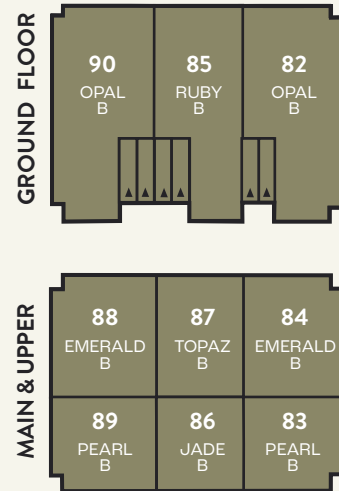 GROUND FLOOR
90
OPAL
B
85
RUBY
B
82
OPAL
B
MAIN & UPPER
88
EMERALD
B
87
TOPAZ
B
84
EMERALD
B
89
PEARL
B
86
JADE
B
83
PEARL
B